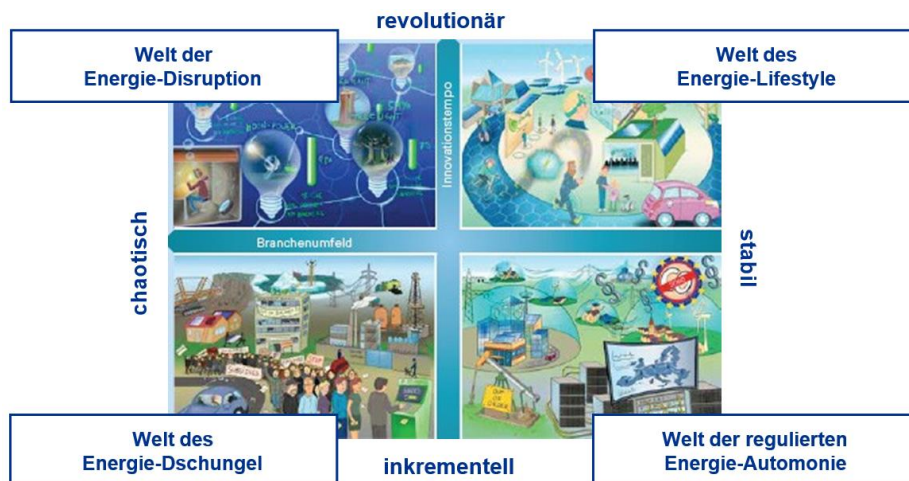 revolutionär
Welt der
Energie-Disruption
Welt des
Energie-Lifestyle
Innovationstempo
chaotisch
Branchenumfeld
stabil
STOP
Welt des
Energie-Dschungel
inkrementell
Welt der regulierten
Energie-Automonie